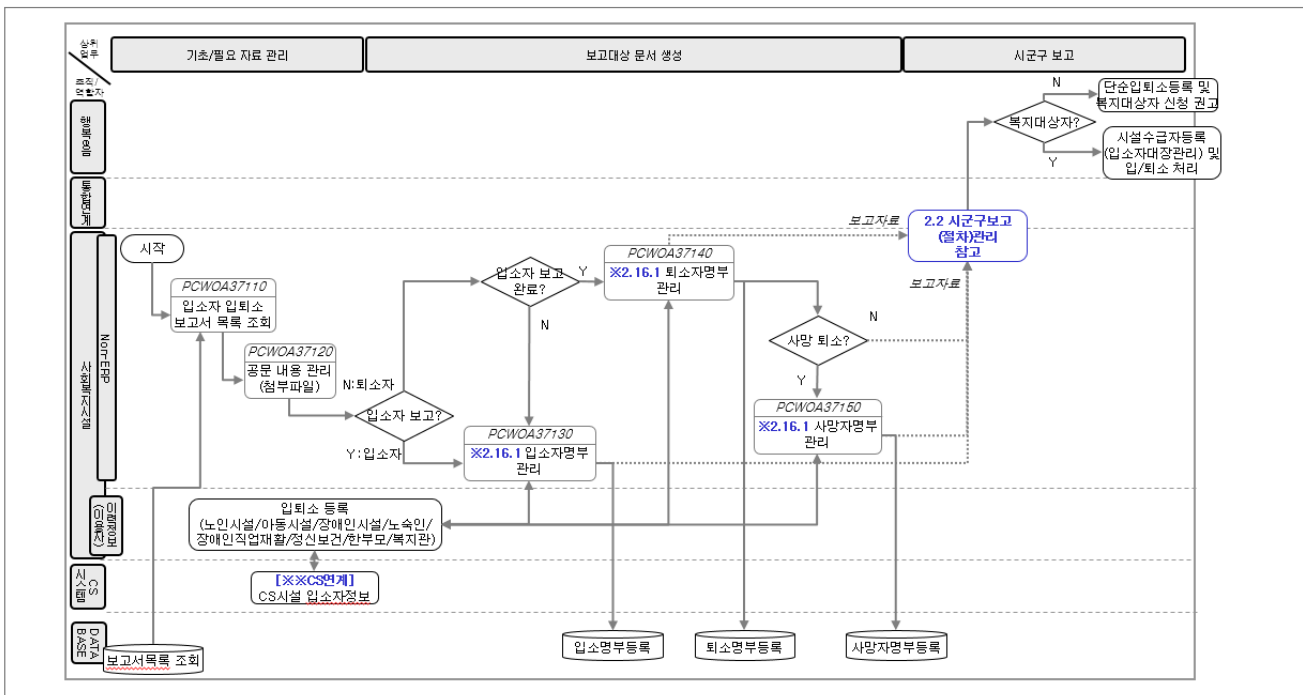 상위
업무
조직/
역할자
기초/필요 자료 관리
보고대상 문서 생성
시군구 보고
행복e음
통합연계
사회복지시설
Non-ERP
이력정보
(이용자)
CS
시스템
DATA
BASE
N
단순입퇴소등록 및
복지대상자 신청 권고
복지대상자?
시설수급자등록
(입소자대장관리) 및
입/퇴소 처리
Y
보고자료
2.2 시군구보고
(절차)관리
참고
보고자료
시작
PCWOA37110
입소자 입퇴소
보고서 목록 조회
PCWOA37120
공문 내용 관리
(첨부파일)
입소자 보고
완료?
Y
N
PCWOA37140
※2.16.1 퇴소자명부
관리
N
사망 퇴소?
Y
N:퇴소자
입소자 보고?
Y:입소자
PCWOA37130
※2.16.1 입소자명부
관리
PCWOA37150
※2.16.1 사망자명부
관리
입퇴소 등록
(노인시설/아동시설/장애인시설/노숙인/
장애인직업재활/정신보건/한부모/복지관)
[※※CS연계]
CS시설 입소자정보
보고서목록 조회
입소명부등록
퇴소명부등록
사망자명부등록